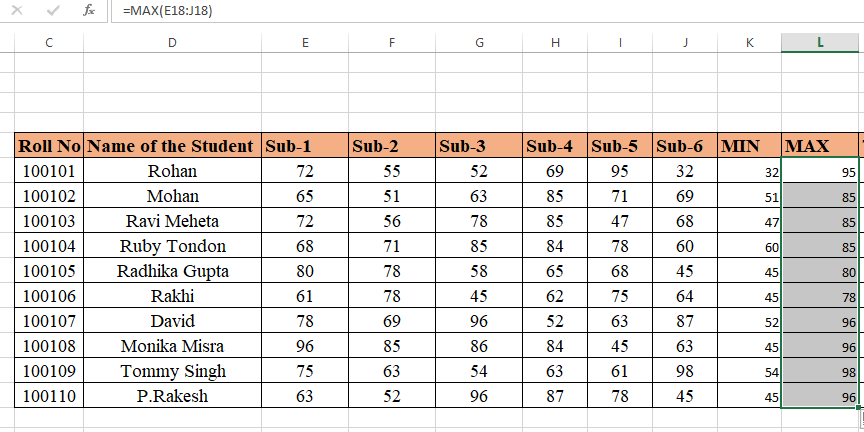 =MAX(E18:J18)
C D E F G H I J K L
Roll No Name of the Student Sub-1 Sub-2 Sub-3 Sub-4 Sub-5 Sub-6 MIN MAX
100101 Rohan 72 55 52 69 95 32 32 95
100102 Mohan 65 51 63 85 71 69 51 85
100103 Ravi Meheta 72 56 78 85 47 68 47 85
100104 Ruby Tondon 68 71 85 84 78 60 60 85
100105 Radhika Gupta 80 78 58 65 68 45 45 80
100106 Rakhi 61 78 45 62 75 64 45 78
100107 David 78 69 96 52 63 87 52 96
100108 Monika Misra 96 85 86 84 45 63 45 96
100109 Tommy Singh 75 63 54 63 61 98 54 98
100110 P.Rakesh 63 52 96 87 78 45 45 96